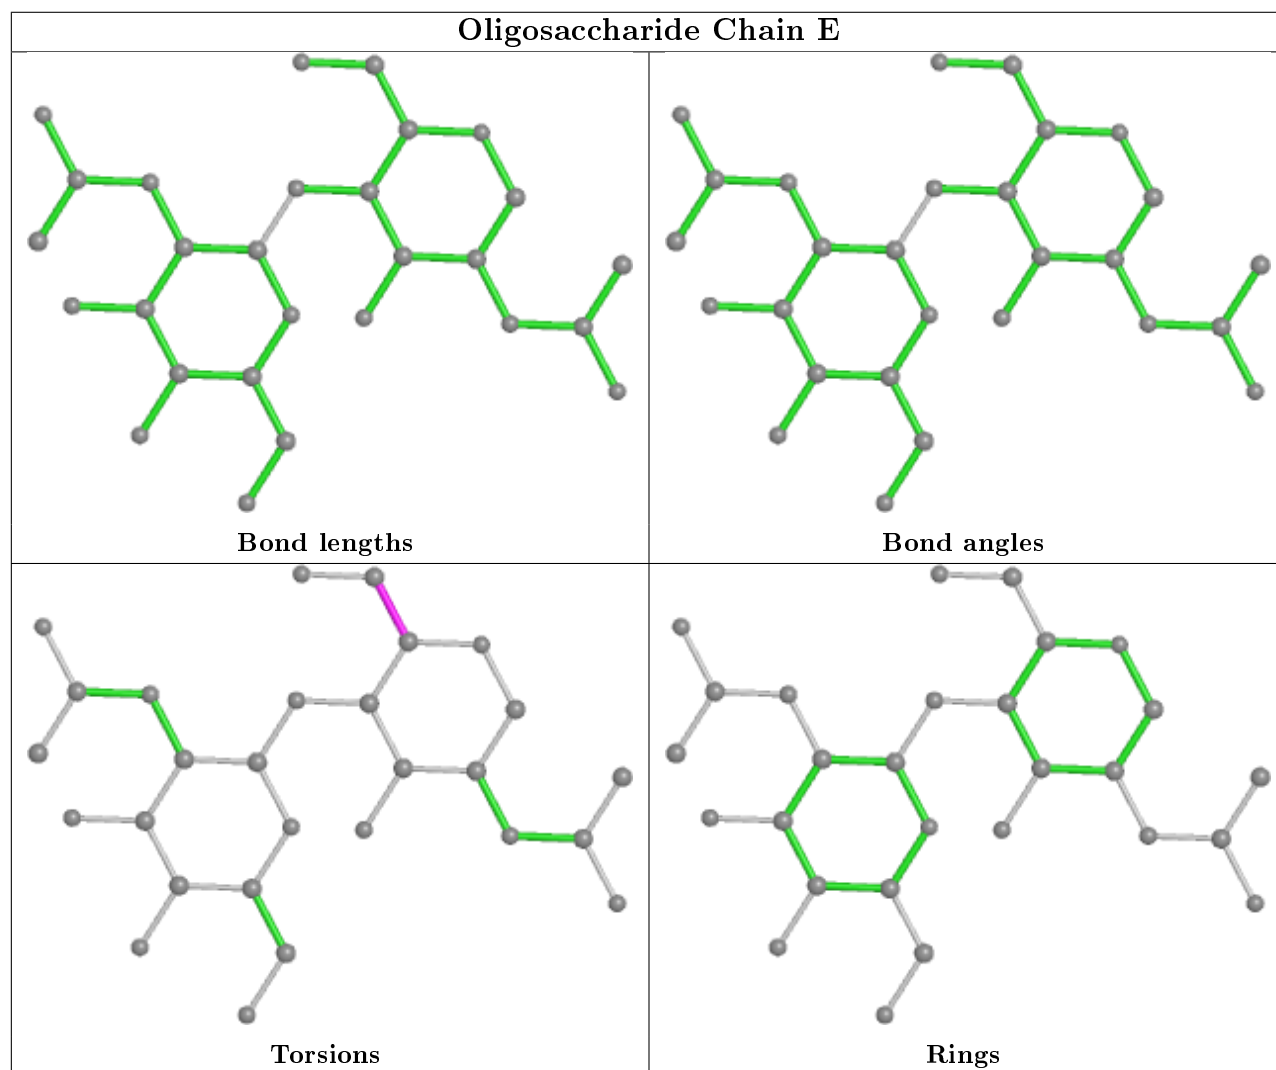 Oligosaccharide Chain E
Bond lengths
Bond angles
Torsions
Rings